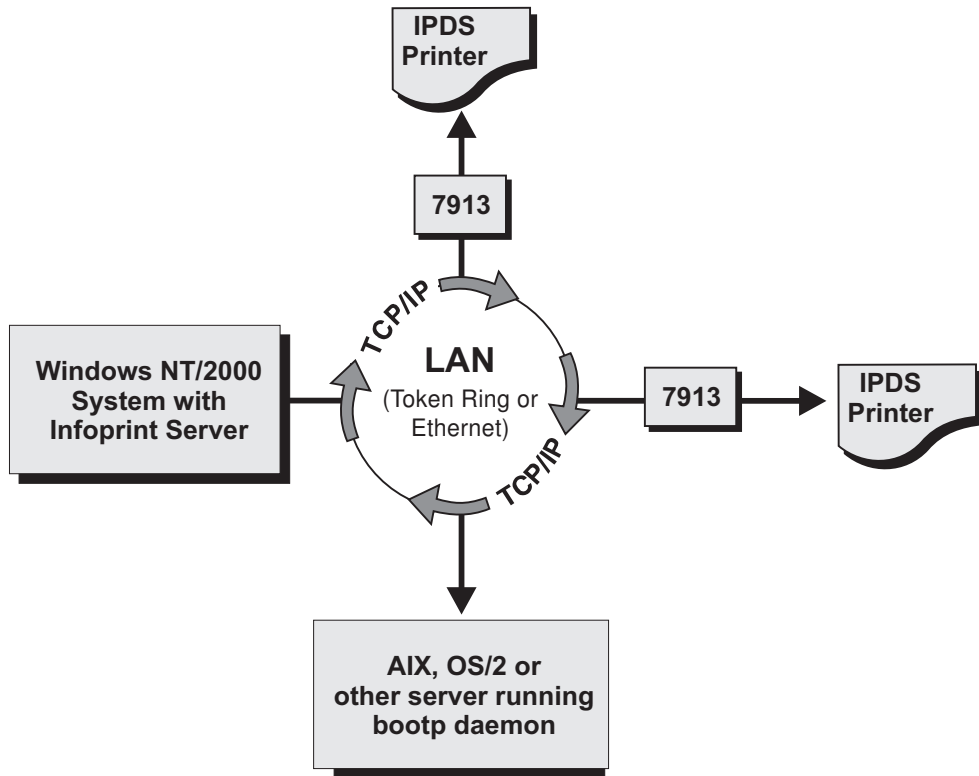 IPDS
Printer
7913
TCP/IP
Windows NT/2000
System with
Infoprint Server
LAN
(Token Ring or
Ethernet)
7913
IPDS
Printer
TCP/IP
AIX, OS/2 or
other server running
bootp daemon